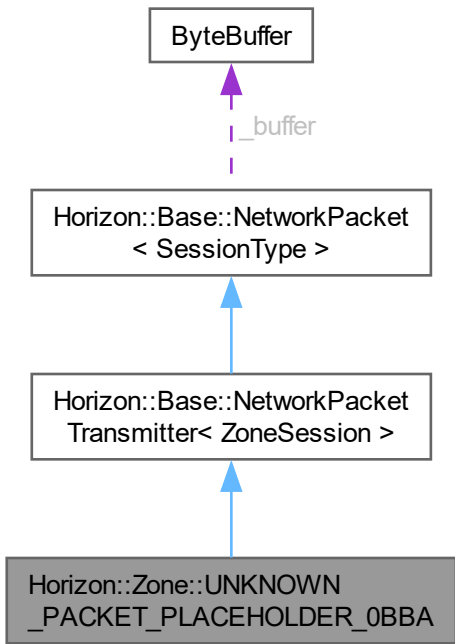 ByteBuffer
_buffer
Horizon::Base::NetworkPacket
< SessionType >
Horizon::Base::NetworkPacket
Transmitter< ZoneSession >
Horizon::Zone::UNKNOWN
_PACKET_PLACEHOLDER_0BBA